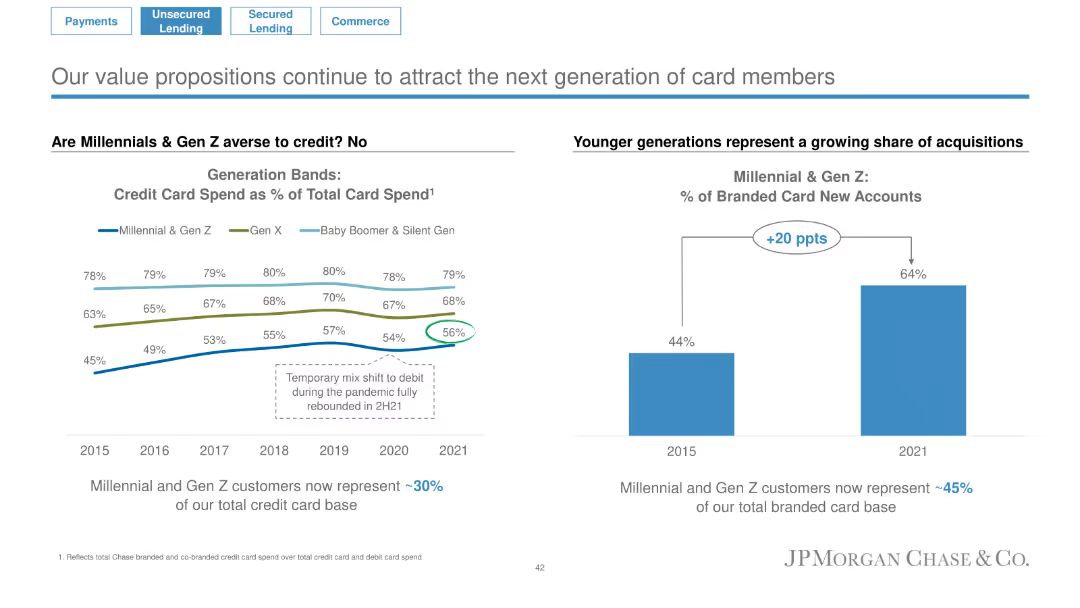 Payments
Unsecured
Lending
Secured
Lending
Commerce
Our value propositions continue to attract the next generation of card members
Are Millennials & Gen Z averse to credit? No
Generation Bands:
Credit Card Spend as % of Total Card Spend¹
Millennial & Gen Z
Gen X
Baby Boomer & Silent Gen
78% 79% 79% 80% 80% 78% 79%
63% 65% 67% 68% 70% 67% 68%
45% 49% 53% 55% 57% 54% 56%
Temporary mix shift to debit
during the pandemic fully
rebounded in 2H21
2015 2016 2017 2018 2019 2020 2021
Millennial and Gen Z customers now represent ~30%
of our total credit card base
Younger generations represent a growing share of acquisitions
Millennial & Gen Z:
% of Branded Card New Accounts
+20 ppts
64%
44%
2015 2021
Millennial and Gen Z customers now represent ~45%
of our total branded card base
1. Reflects total Chase branded and co-branded credit card spend over total credit card and debit card spend
42
JPMORGAN CHASE & CO.